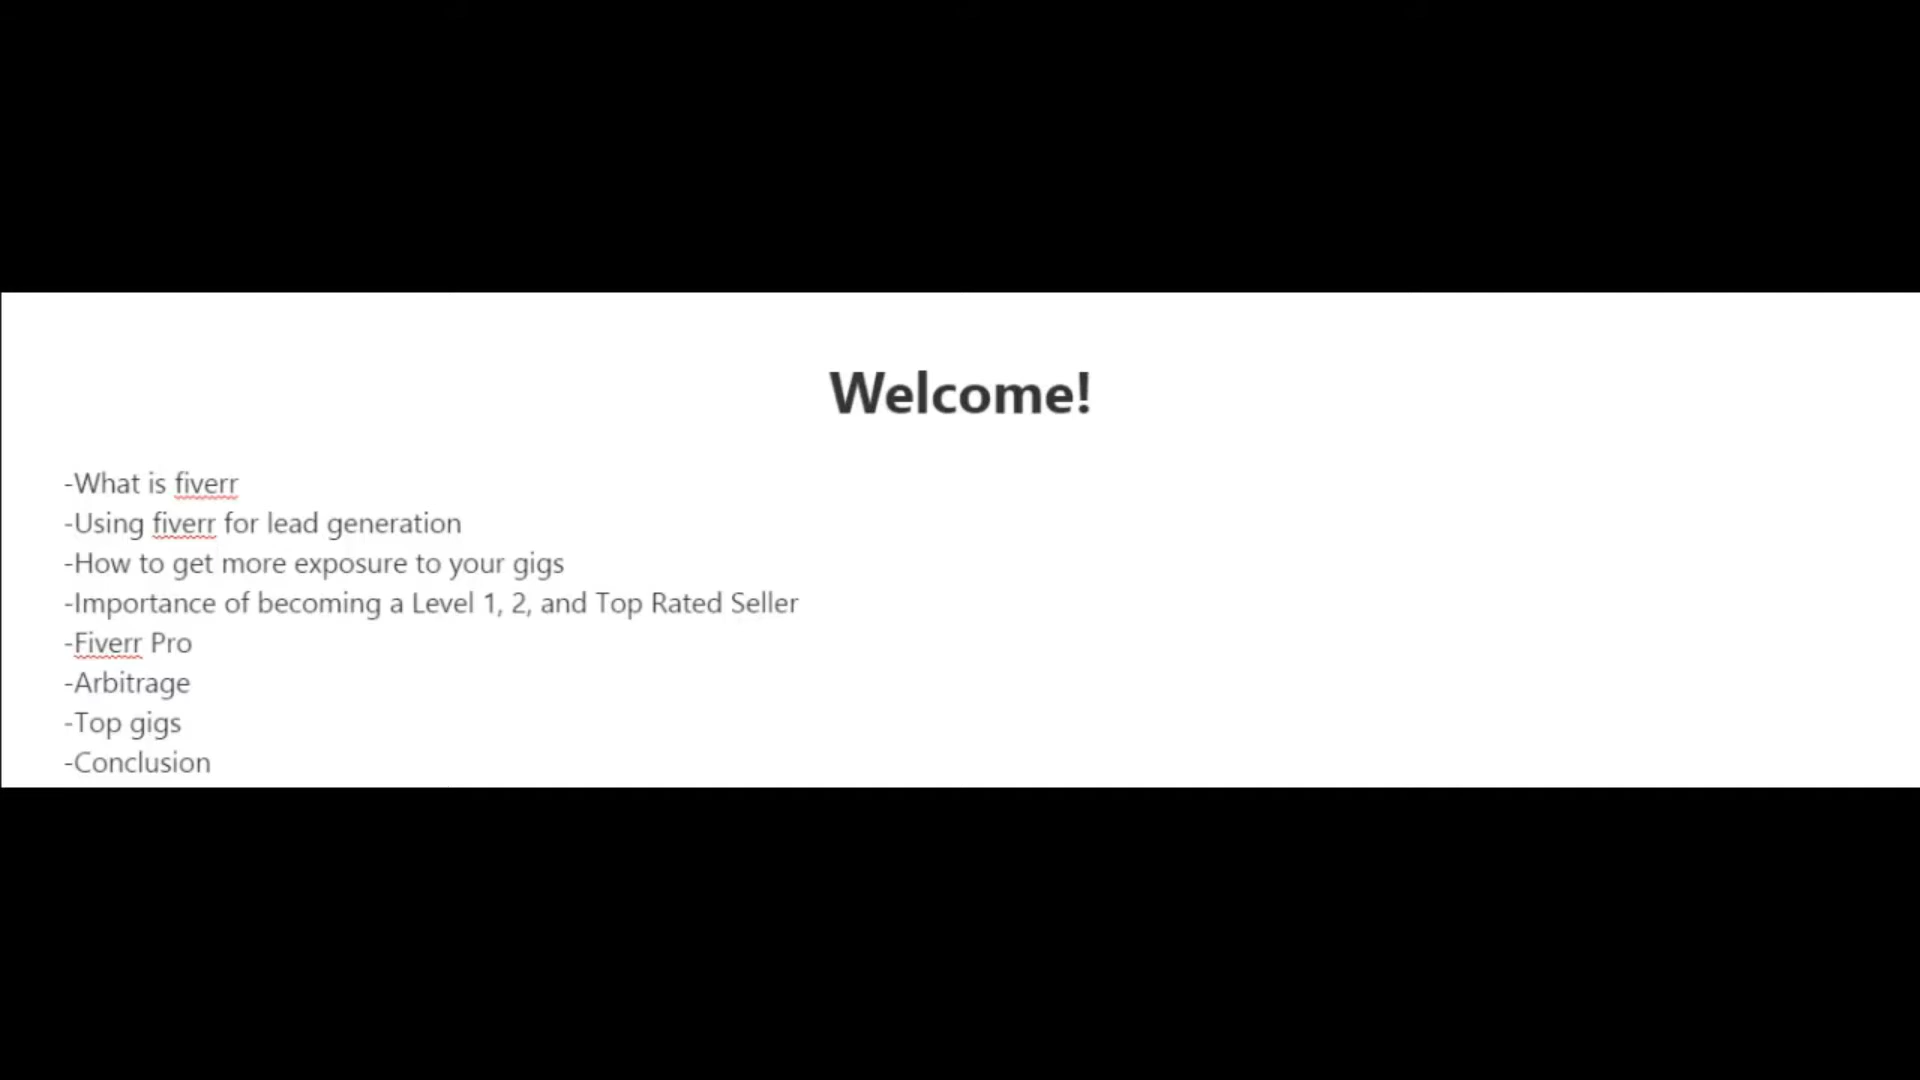 Welcome!
-What is fiverr
-Using fiverr for lead generation
-How to get more exposure to your gigs
-Importance of becoming a Level 1, 2, and Top Rated Seller
-Fiverr Pro
-Arbitrage
-Top gigs
-Conclusion